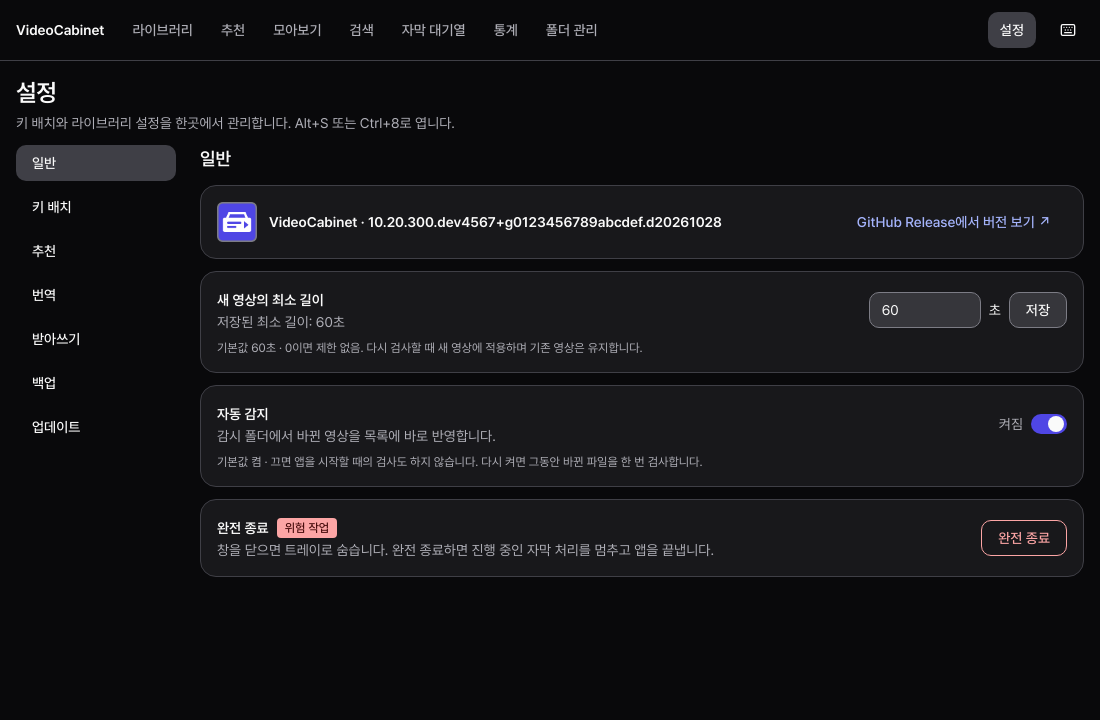 VideoCabinet 라이브러리 추천 모아보기 검색 자막 대기열 통계 폴더 관리 설정
설정
키 배치와 라이브러리 설정을 한곳에서 관리합니다. Alt+S 또는 Ctrl+8로 엽니다.
일반
키 배치
추천
번역
받아쓰기
백업
업데이트
일반
VideoCabinet · 10.20.300.dev4567+g0123456789abcdef.d20261028 GitHub Release에서 버전 보기 ↗
새 영상의 최소 길이
저장된 최소 길이: 60초
60 초 저장
기본값 60초 · 0이면 제한 없음. 다시 검사할 때 새 영상에 적용하며 기존 영상은 유지합니다.
자동 감지
감시 폴더에서 바뀐 영상을 목록에 바로 반영합니다.
켜짐
기본값 켬 · 끄면 앱을 시작할 때의 검사도 하지 않습니다. 다시 켜면 그동안 바뀐 파일을 한 번 검사합니다.
완전 종료 위험 작업
창을 닫으면 트레이로 숨습니다. 완전 종료하면 진행 중인 자막 처리를 멈추고 앱을 끝냅니다.
완전 종료